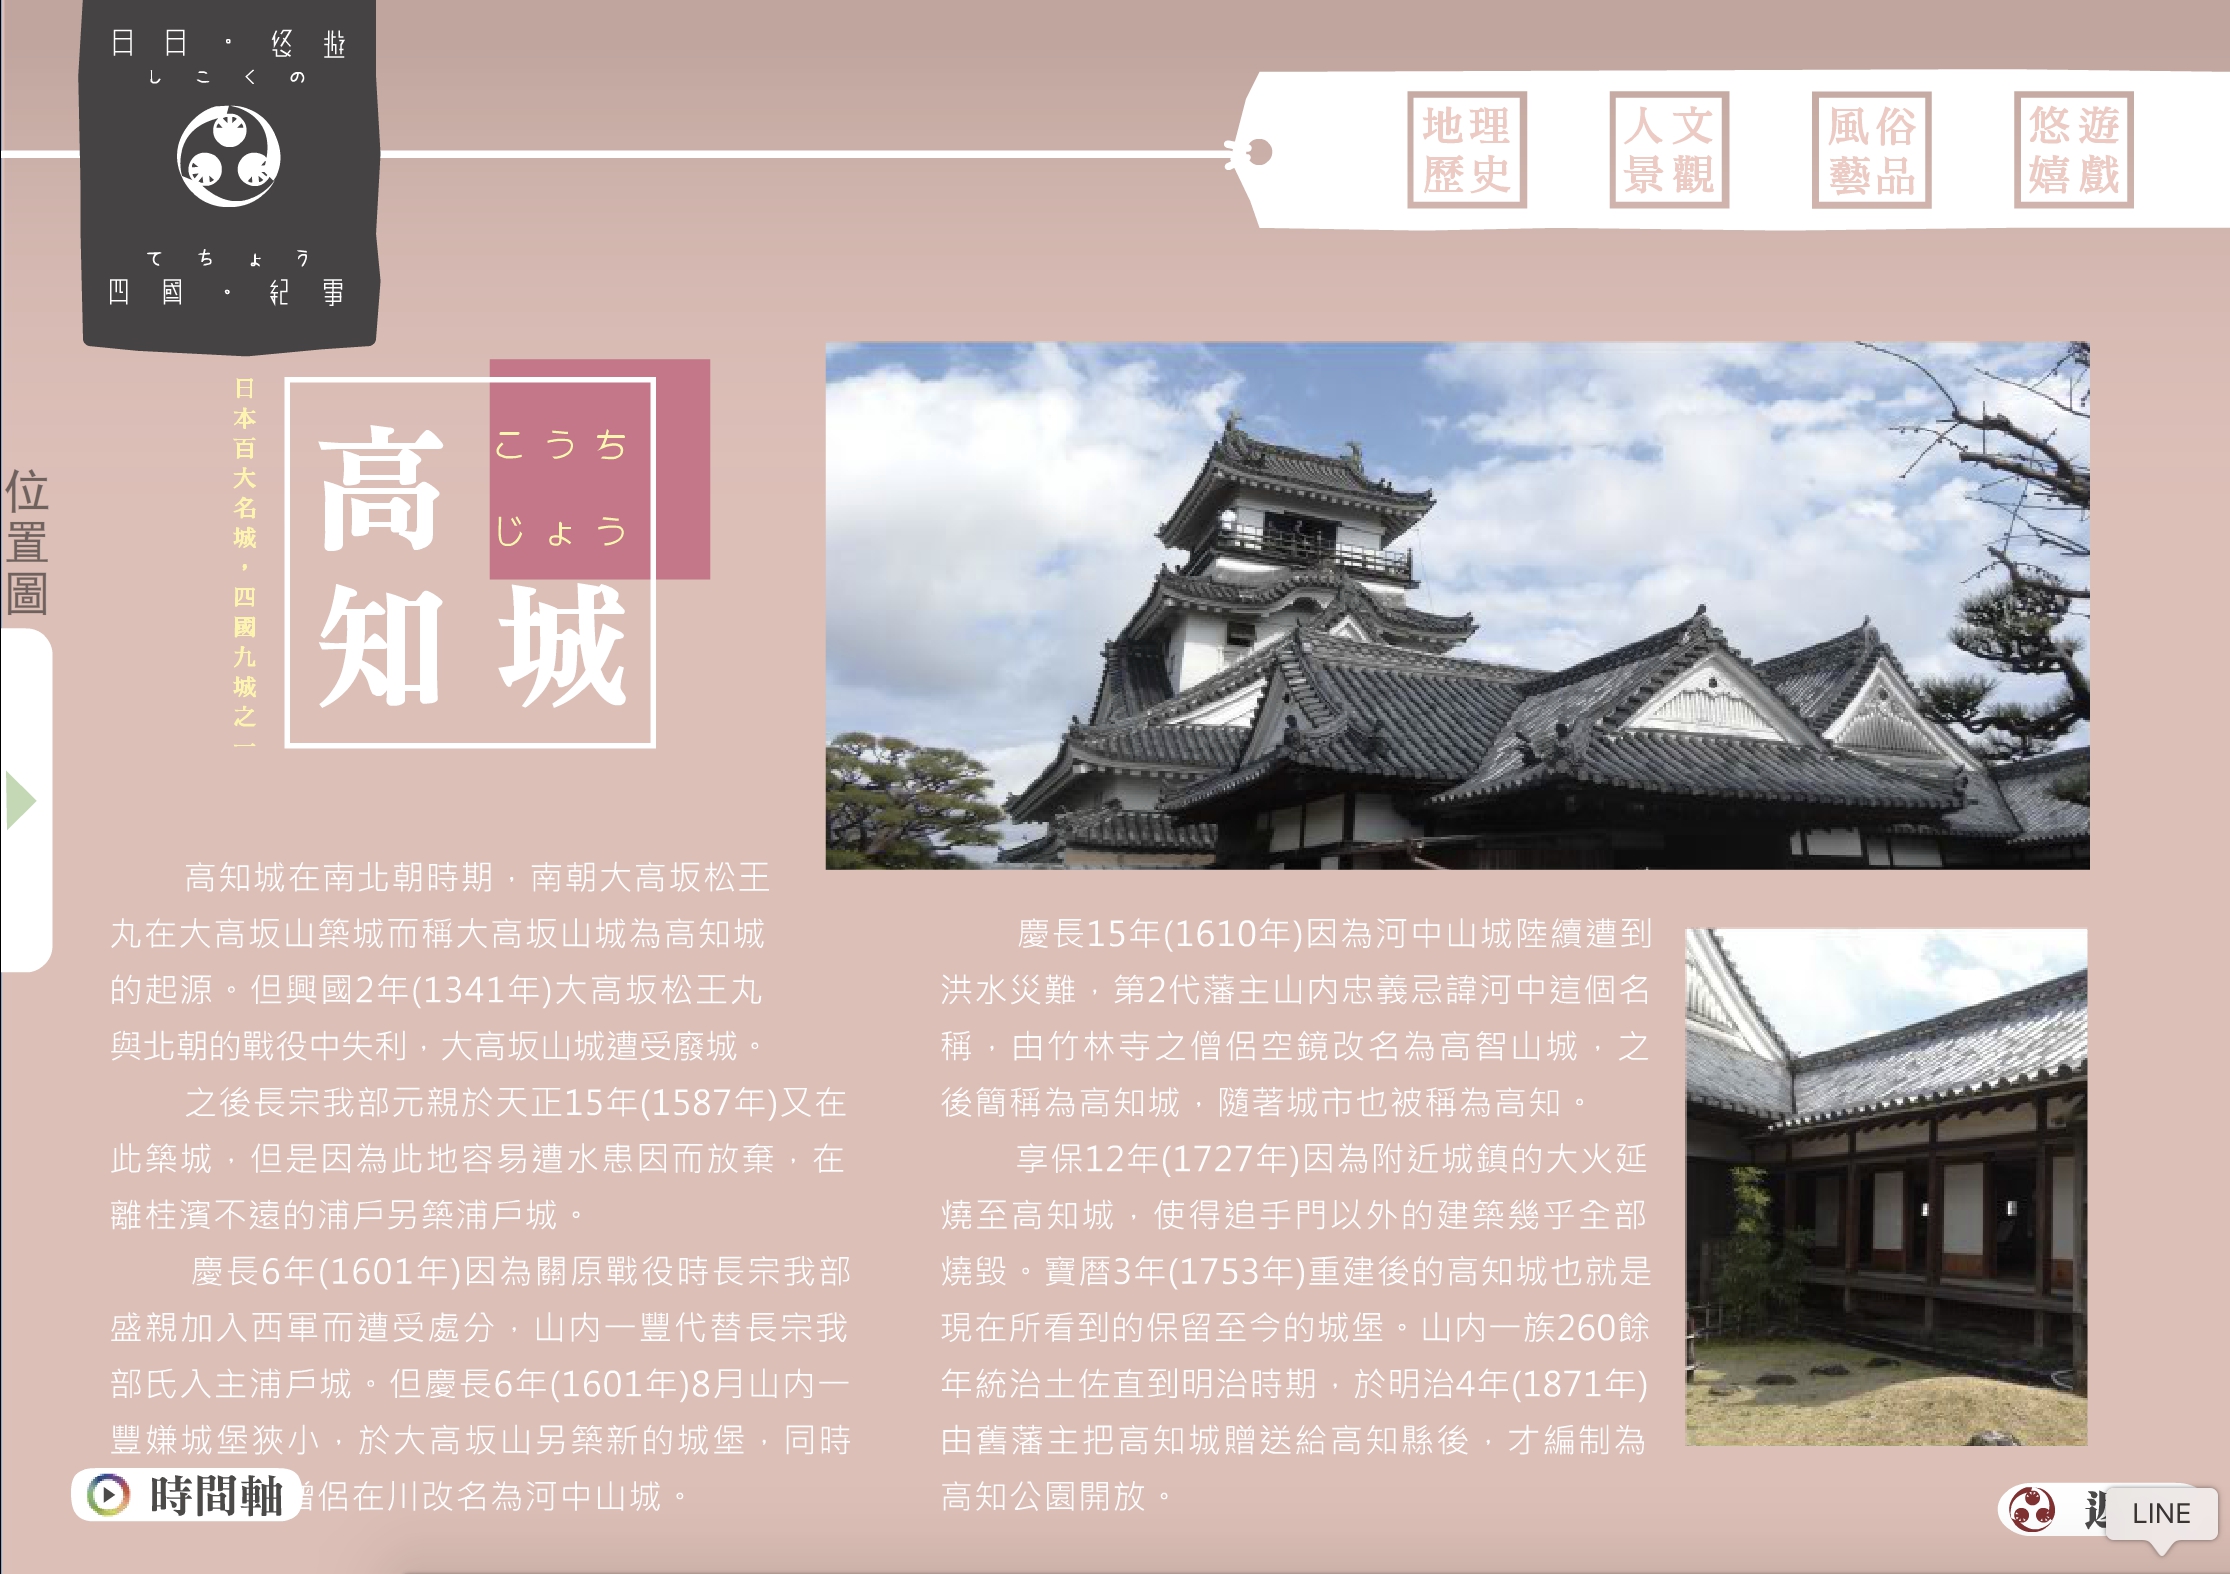 日日。悠遊
しこくの
てちょう
四國。紀事
地理
歷史
人文
景觀
風俗
藝品
悠遊
嬉戲
位置圖
日本百大名城，四國九城之一
高知城
こうち
じょう
高知城在南北朝時期，南朝大高坂松王
丸在大高坂山築城而稱大高坂山城為高知城
的起源。但興國2年(1341年)大高坂松王丸
與北朝的戰役中失利，大高坂山城遭受廢城。
之後長宗我部元親於天正15年(1587年)又在
此築城，但是因為此地容易遭水患因而放棄，在
離桂濱不遠的浦戶另築浦戶城。
慶長6年(1601年)因為關原戰役時長宗我部
盛親加入西軍而遭受處分，山內一豐代替長宗我
部氏入主浦戶城。但慶長6年(1601年)8月山內一
豐嫌城堡狹小，於大高坂山另築新的城堡，同時
僧侶在川改名為河中山城。
慶長15年(1610年)因為河中山城陸續遭到
洪水災難，第2代藩主山內忠義忌諱河中這個名
稱，由竹林寺之僧侶空鏡改名為高智山城，之
後簡稱為高知城，隨著城市也被稱為高知。
享保12年(1727年)因為附近城鎮的大火延
燒至高知城，使得追手門以外的建築幾乎全部
燒毀。寶曆3年(1753年)重建後的高知城也就是
現在所看到的保留至今的城堡。山內一族260餘
年統治土佐直到明治時期，於明治4年(1871年)
由舊藩主把高知城贈送給高知縣後，才編制為
高知公園開放。
時間軸
LINE